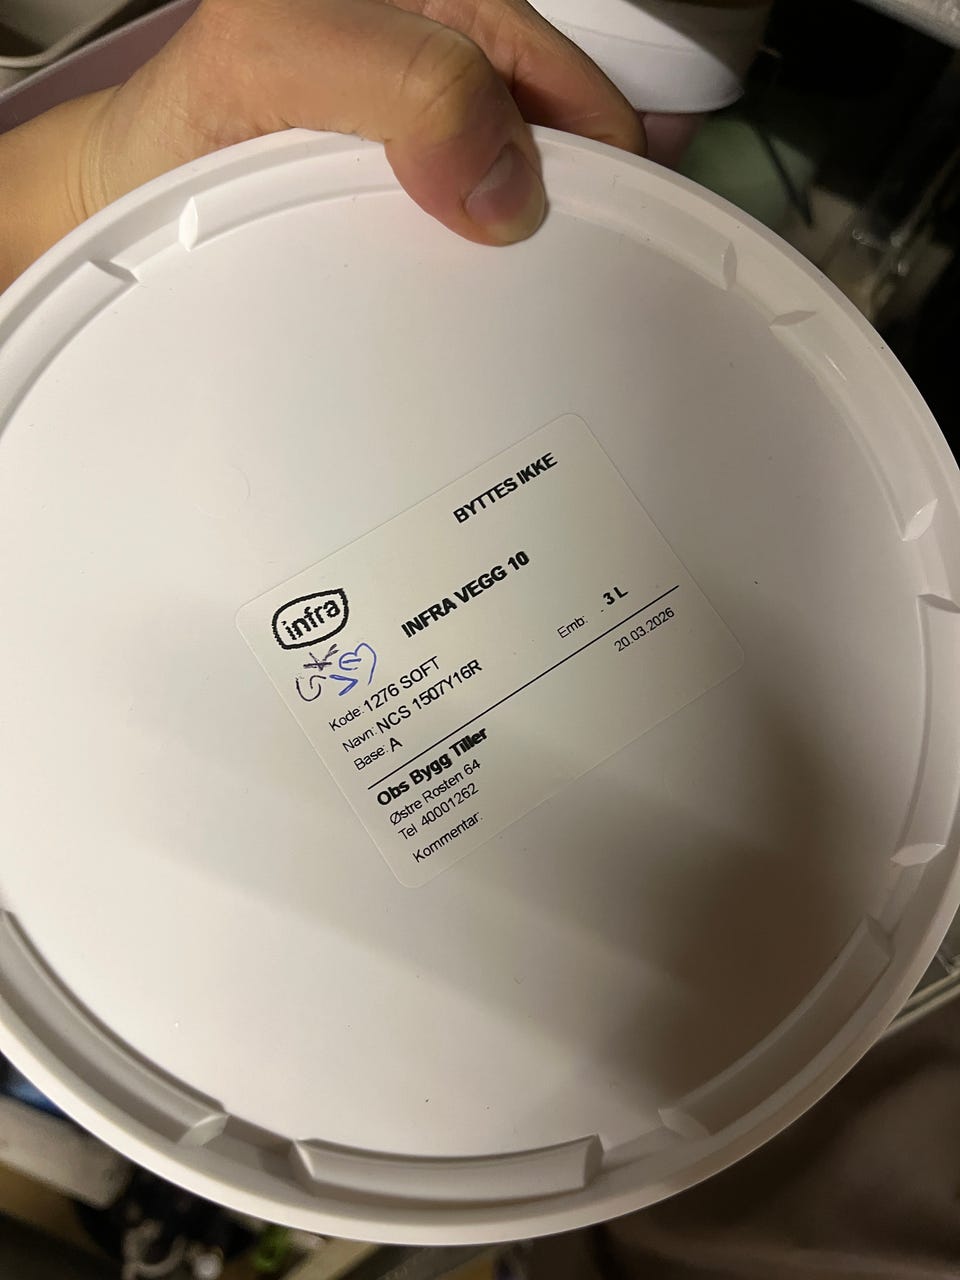 BYTTES IKKE
infra
INFRA VEGG 10
Kode: 1276 SOFT
Emb: 3 L
Navn: NCS 1507Y16R
Base: A
20.03.2026
Obs Bygg Tiller
Østre Rosten 64
Tel 40001262
Kommentar: